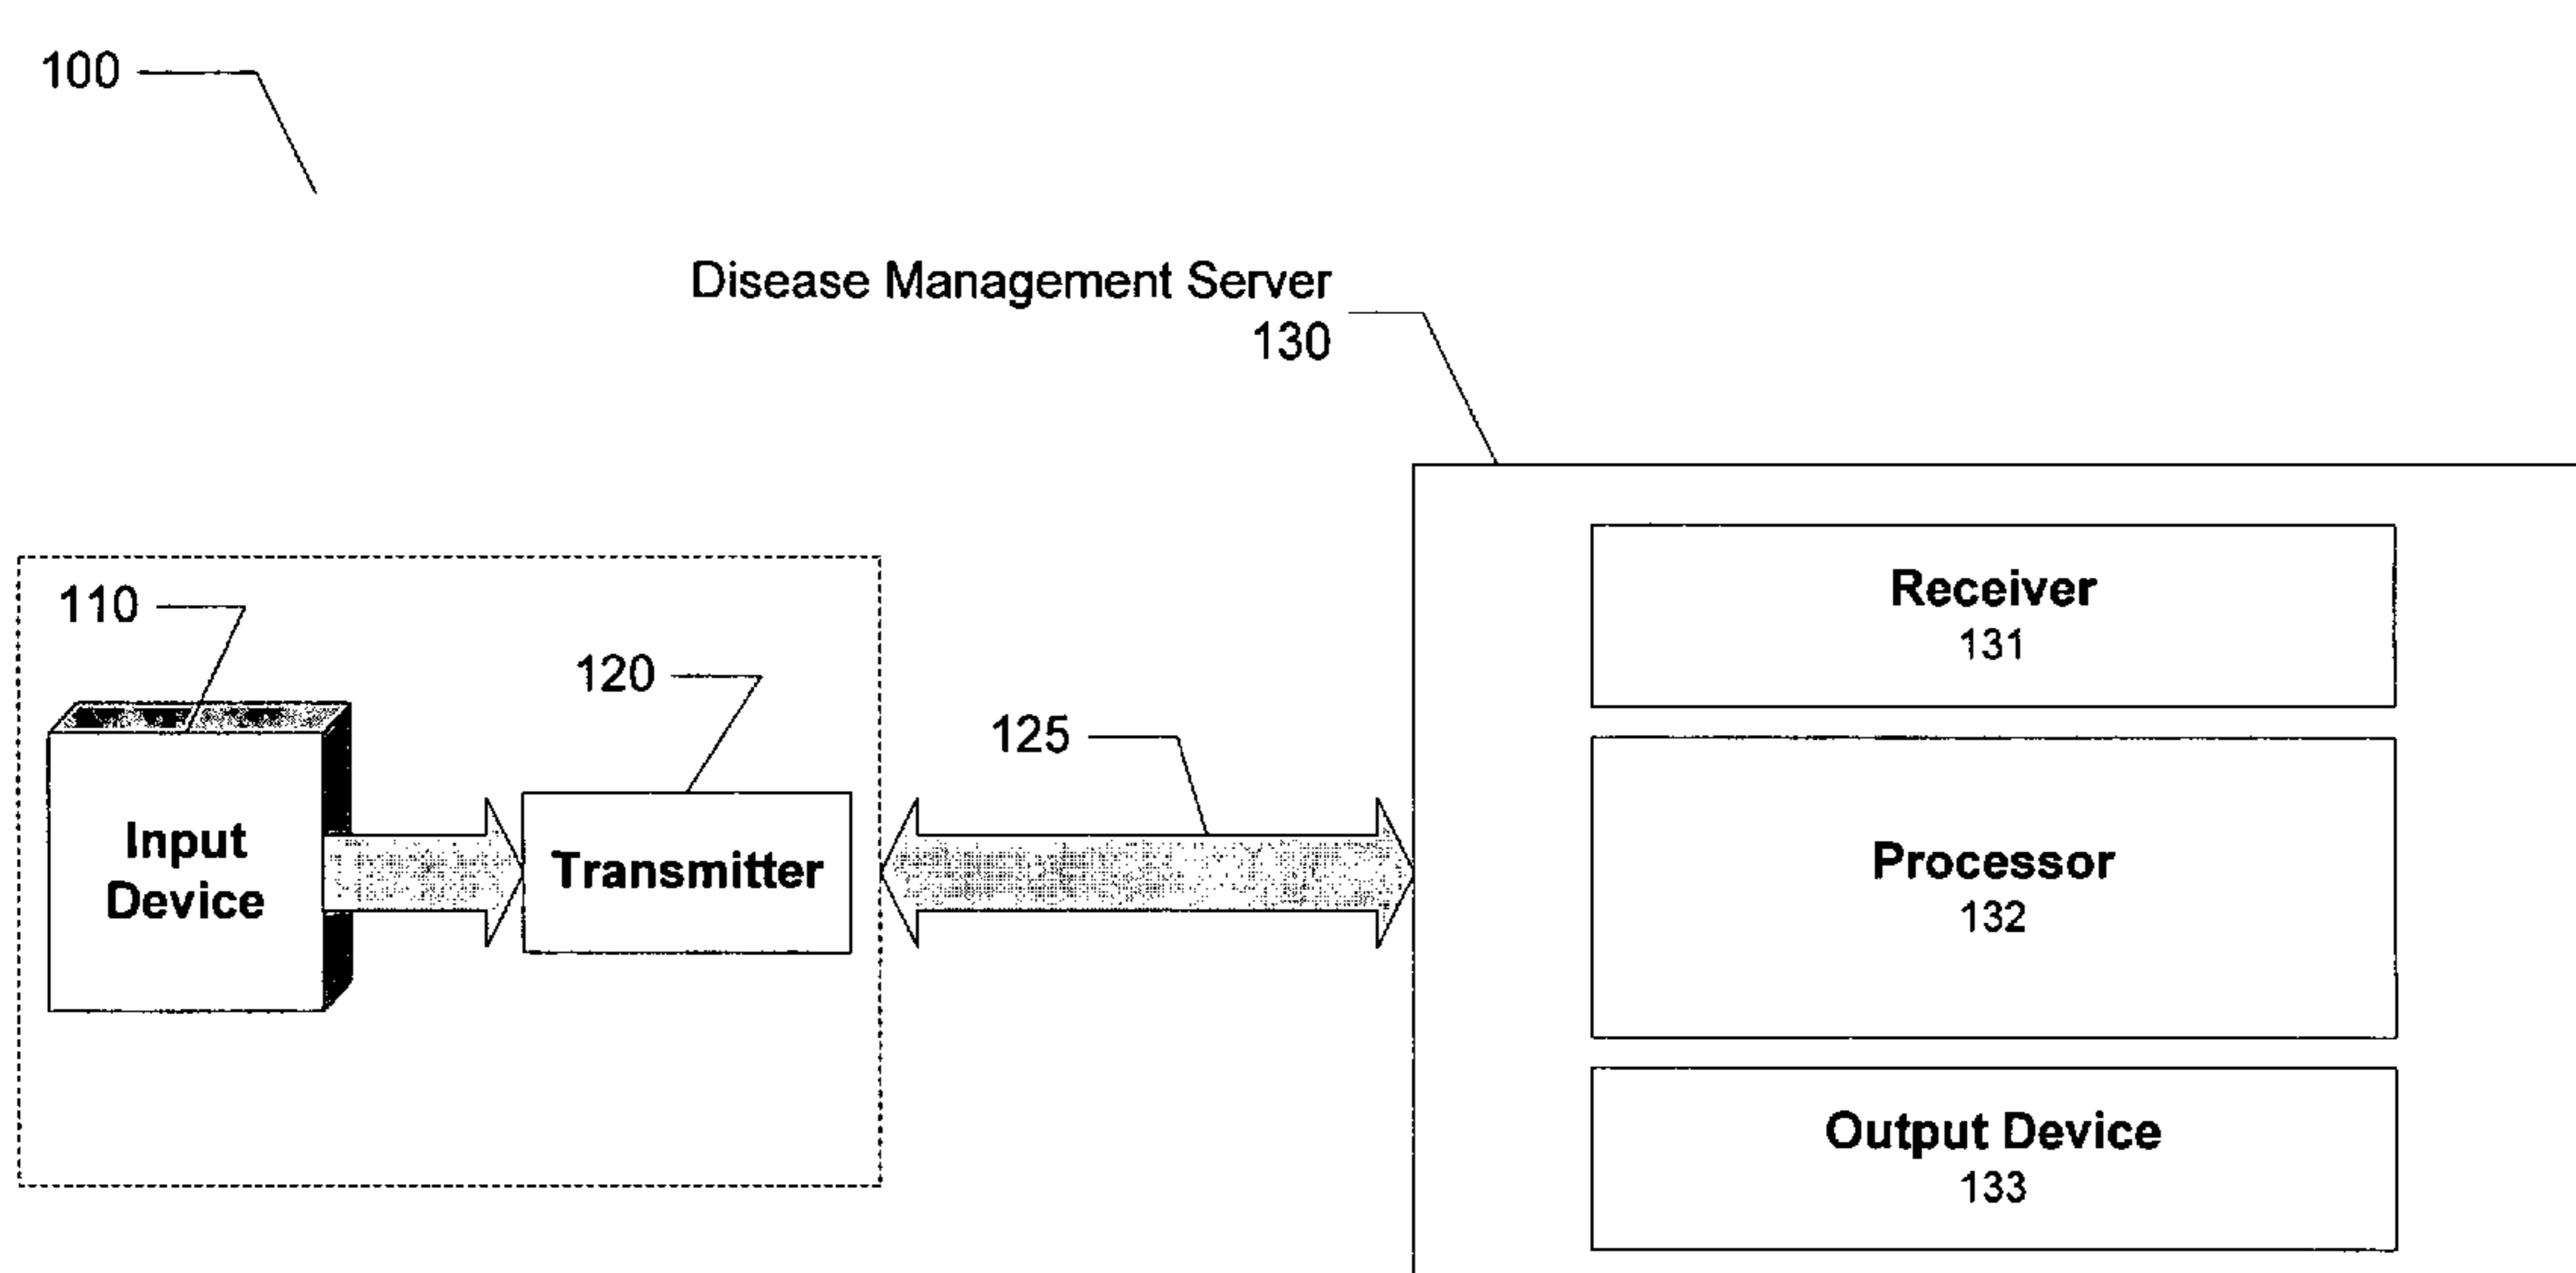 100
Disease Management Server
130
110
120
125
Input
Device
Transmitter
Receiver
131
Processor
132
Output Device
133